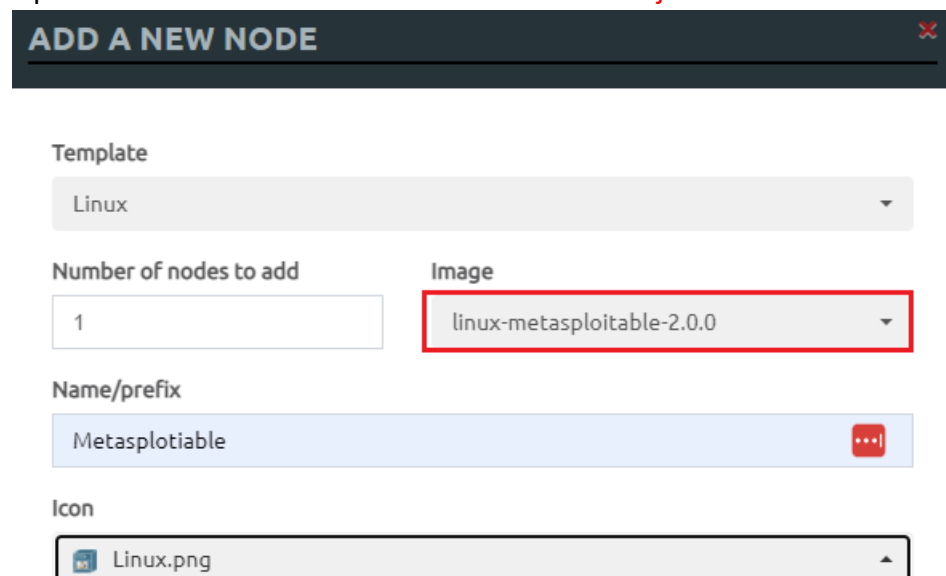 ADD A NEW NODE
Template
Linux
Number of nodes to add Image
1 linux-metasploitable-2.0.0
Name/prefix
Metasplotiable
Icon
Linux.png